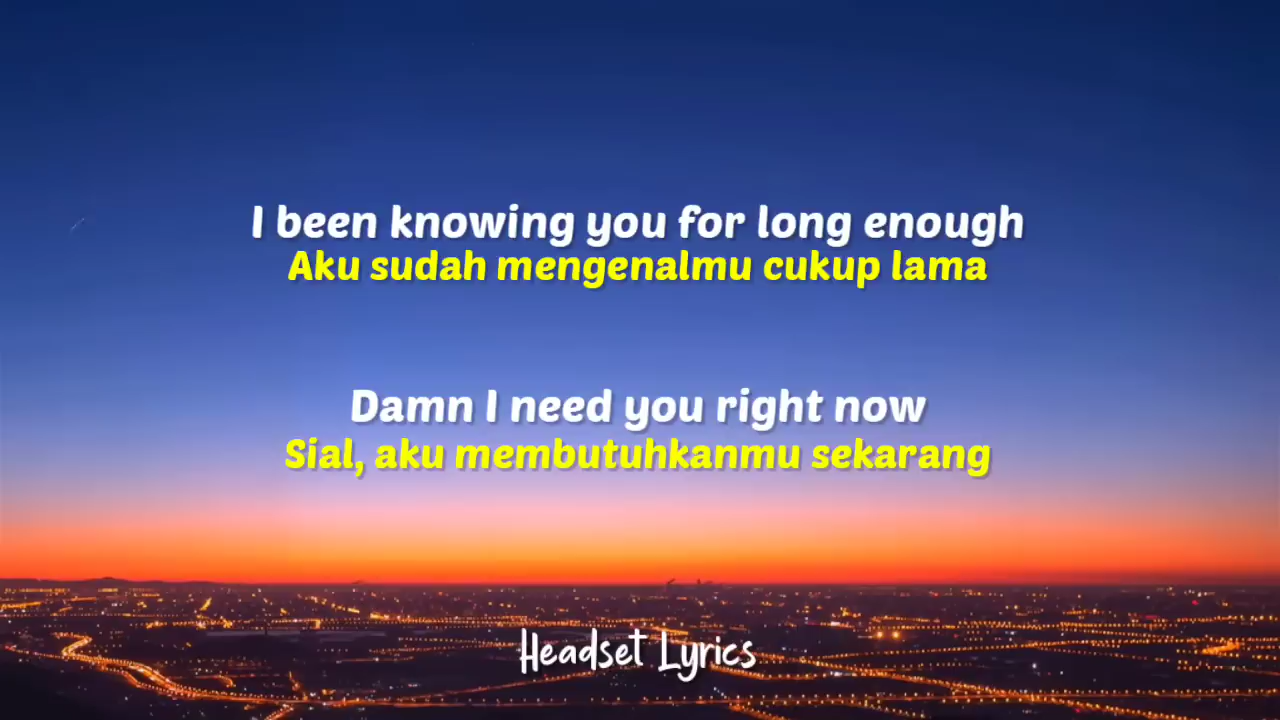 I been knowing you for long enough
Aku sudah mengenalmu cukup lama
Damn I need you right now
Sial, aku membutuhkanmu sekarang
Headset Lyrics